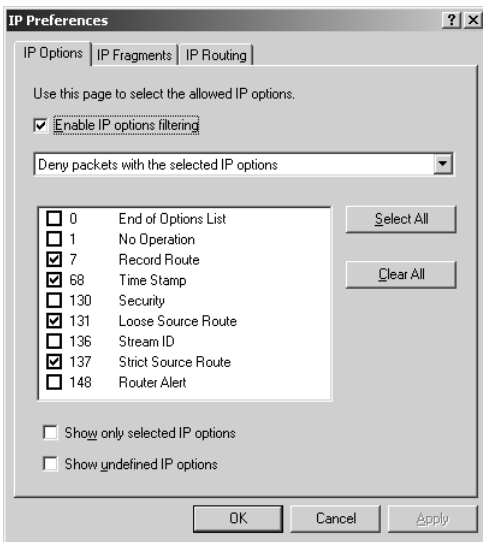 IP Preferences
IP Options
IP Fragments
IP Routing
Use this page to select the allowed IP options.
Enable IP options filtering
Deny packets with the selected IP options
0 End of Options List
1 No Operation
7 Record Route
68 Time Stamp
130 Security
131 Loose Source Route
136 Stream ID
137 Strict Source Route
148 Router Alert
Select All
Clear All
Show only selected IP options
Show undefined IP options
OK
Cancel
Apply